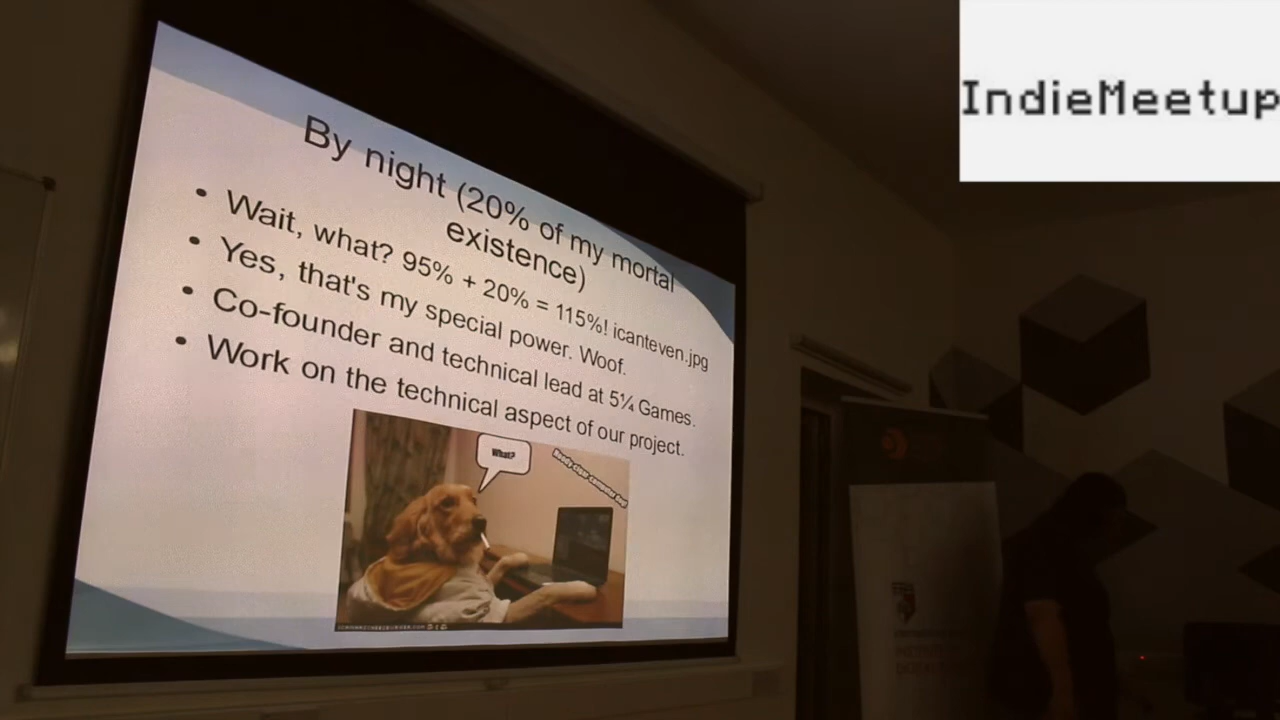 IndieMeetup
By night (20% of my mortal
existence)
• Wait, what? 95% + 20% = 115%! icanteven.jpg
• Yes, that's my special power. Woof.
• Co-founder and technical lead at 5¼ Games.
• Work on the technical aspect of our project.
What?